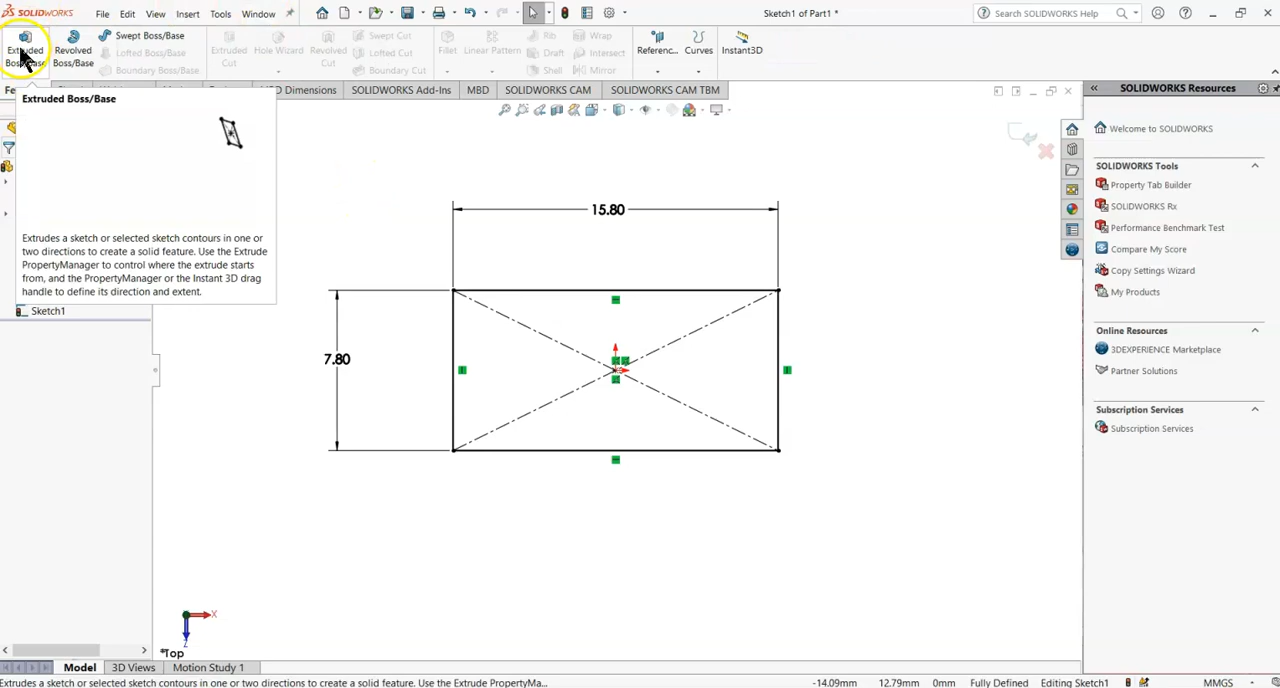 SOLIDWORKS File Edit View Insert Tools Window Sketch1 of Part1 * Search SOLIDWORKS Help
Extruded Boss/Base
Revolved Boss/Base
Swept Boss/Base
Lofted Boss/Base
Boundary Boss/Base
Extruded Cut
Hole Wizard
Revolved Cut
Swept Cut
Lofted Cut
Boundary Cut
Fillet
Linear Pattern
Rib
Draft
Shell
Wrap
Intersect
Mirror
Referenc...
Curves
Instant3D
SOLIDWORKS Add-Ins MBD SOLIDWORKS CAM SOLIDWORKS CAM TBM
Extruded Boss/Base
Extrudes a sketch or selected sketch contours in one or
two directions to create a solid feature. Use the Extrude
PropertyManager to control where the extrude starts
from, and the PropertyManager or the Instant 3D drag
handle to define its direction and extent.
Sketch1
15.80
7.80
X
Z
*Top
SOLIDWORKS Resources
Welcome to SOLIDWORKS
SOLIDWORKS Tools
Property Tab Builder
SOLIDWORKS Rx
Performance Benchmark Test
Compare My Score
Copy Settings Wizard
My Products
Online Resources
3DEXPERIENCE Marketplace
Partner Solutions
Subscription Services
Subscription Services
Model 3D Views Motion Study 1
Extrudes a sketch or selected sketch contours in one or two directions to create a solid feature. Use the Extrude PropertyMa... -14.09mm 12.79mm 0mm Fully Defined Editing Sketch1 MMGS